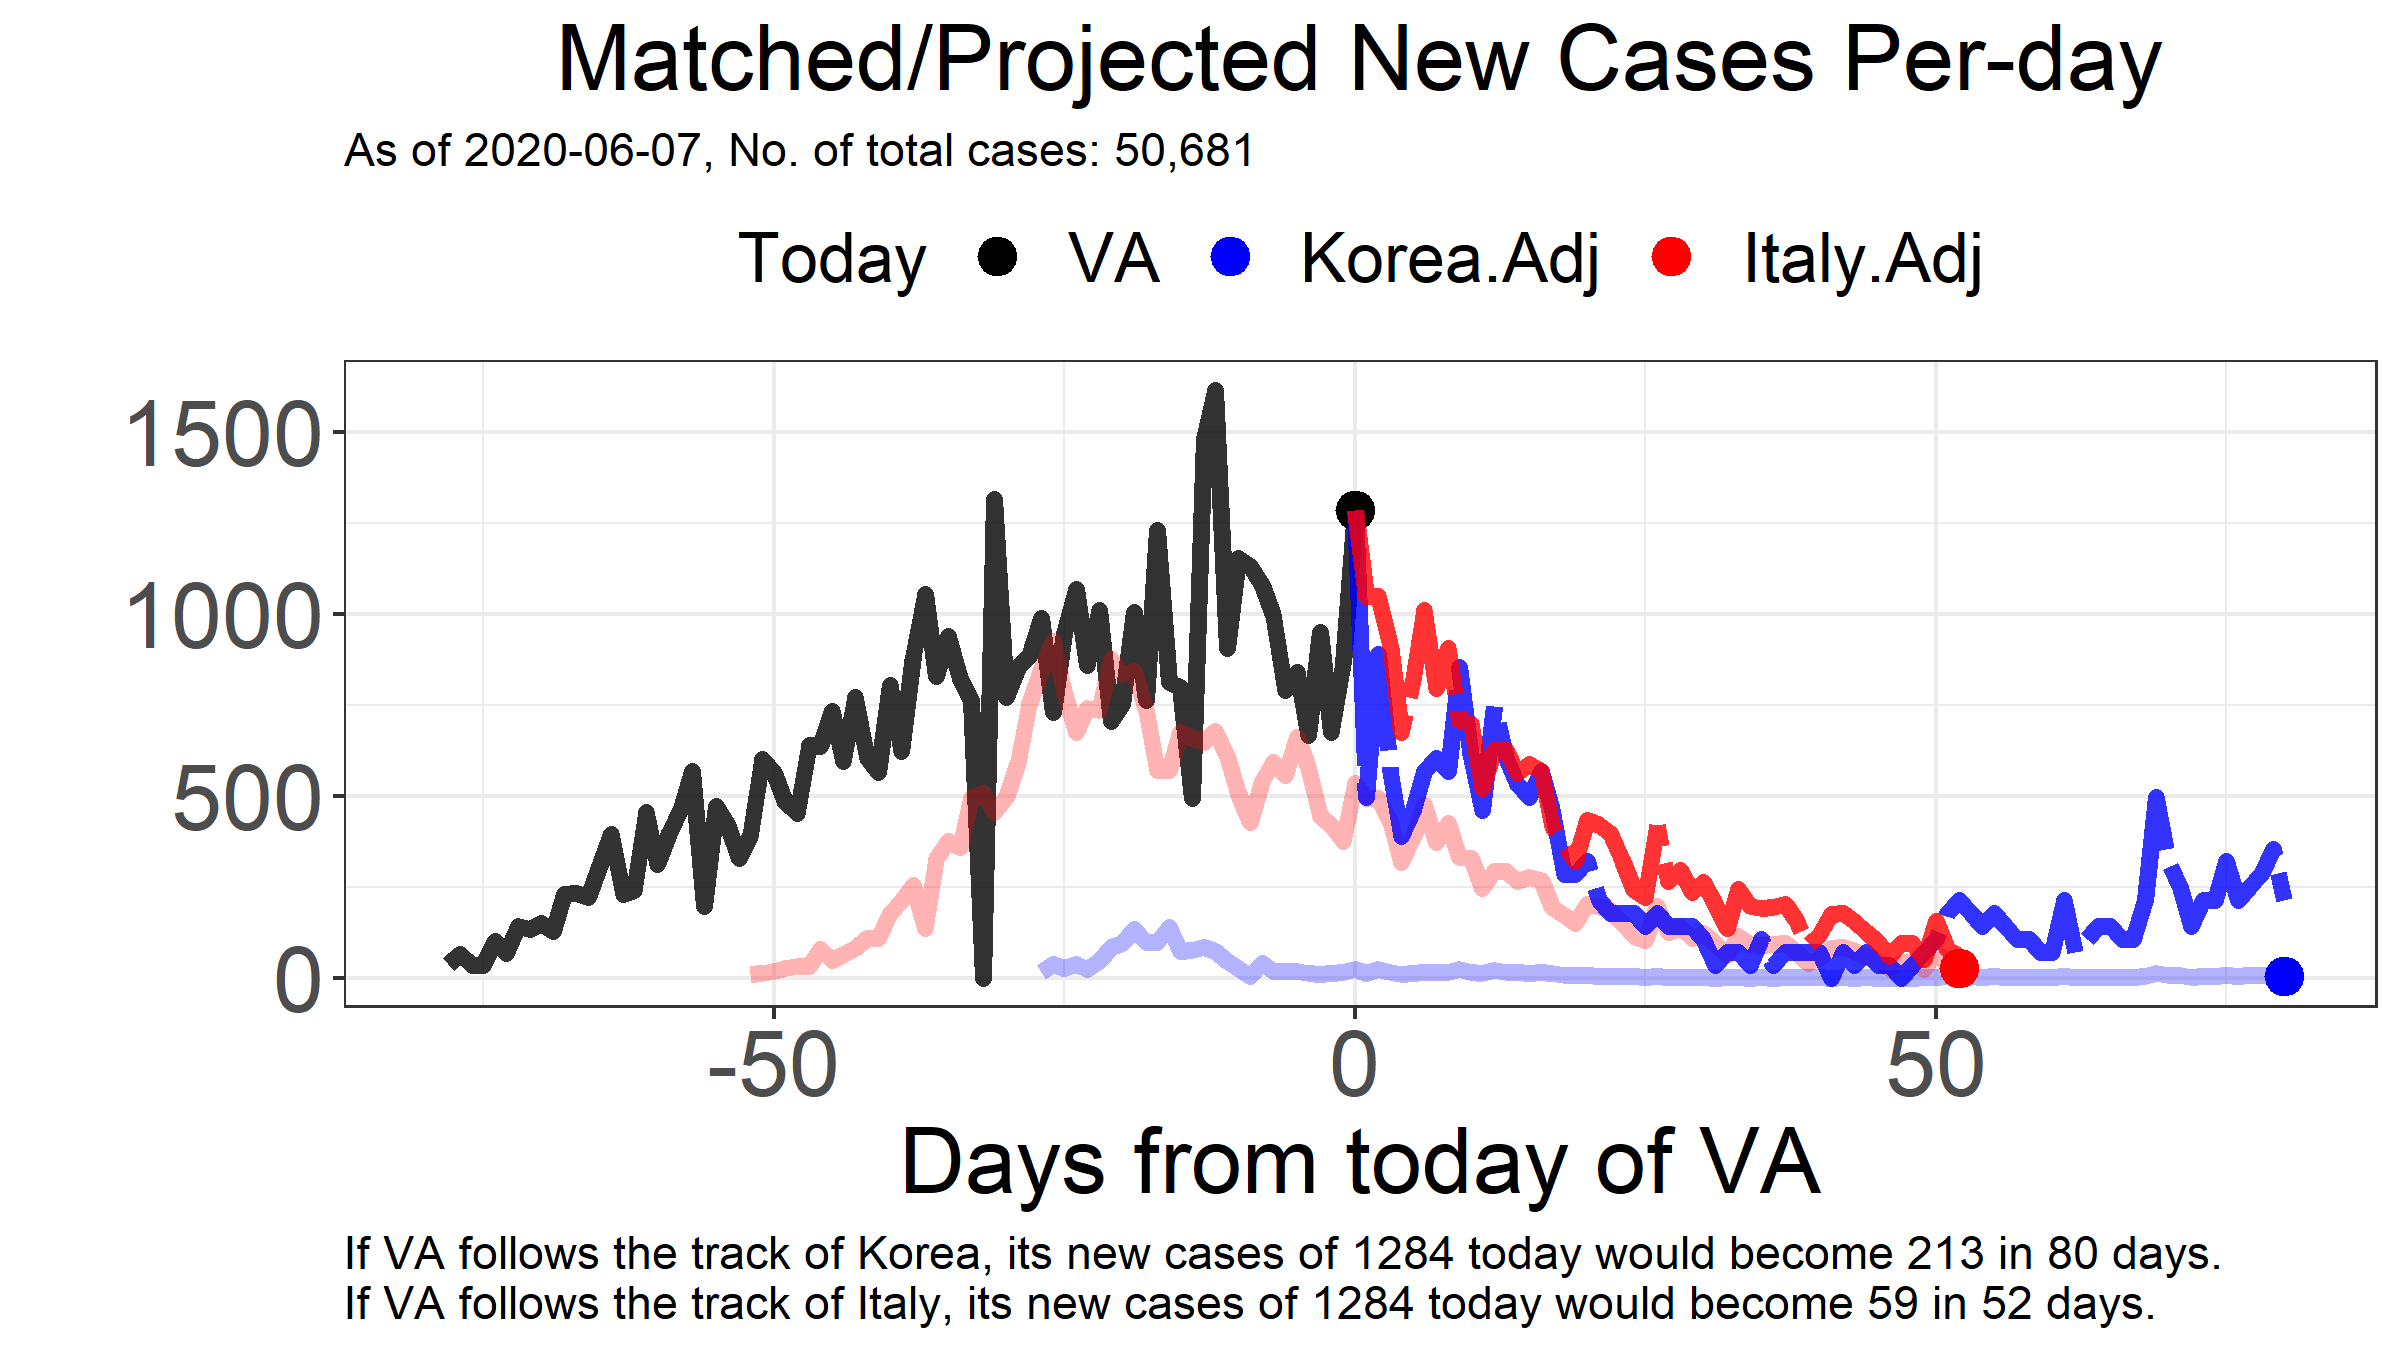 Matched/Projected New Cases Per-day
As of 2020-06-07, No. of total cases: 50,681
Today VA Korea.Adj Italy.Adj
1500
1000
500
0
-50 0 50
Days from today of VA
If VA follows the track of Korea, its new cases of 1284 today would become 213 in 80 days.
If VA follows the track of Italy, its new cases of 1284 today would become 59 in 52 days.